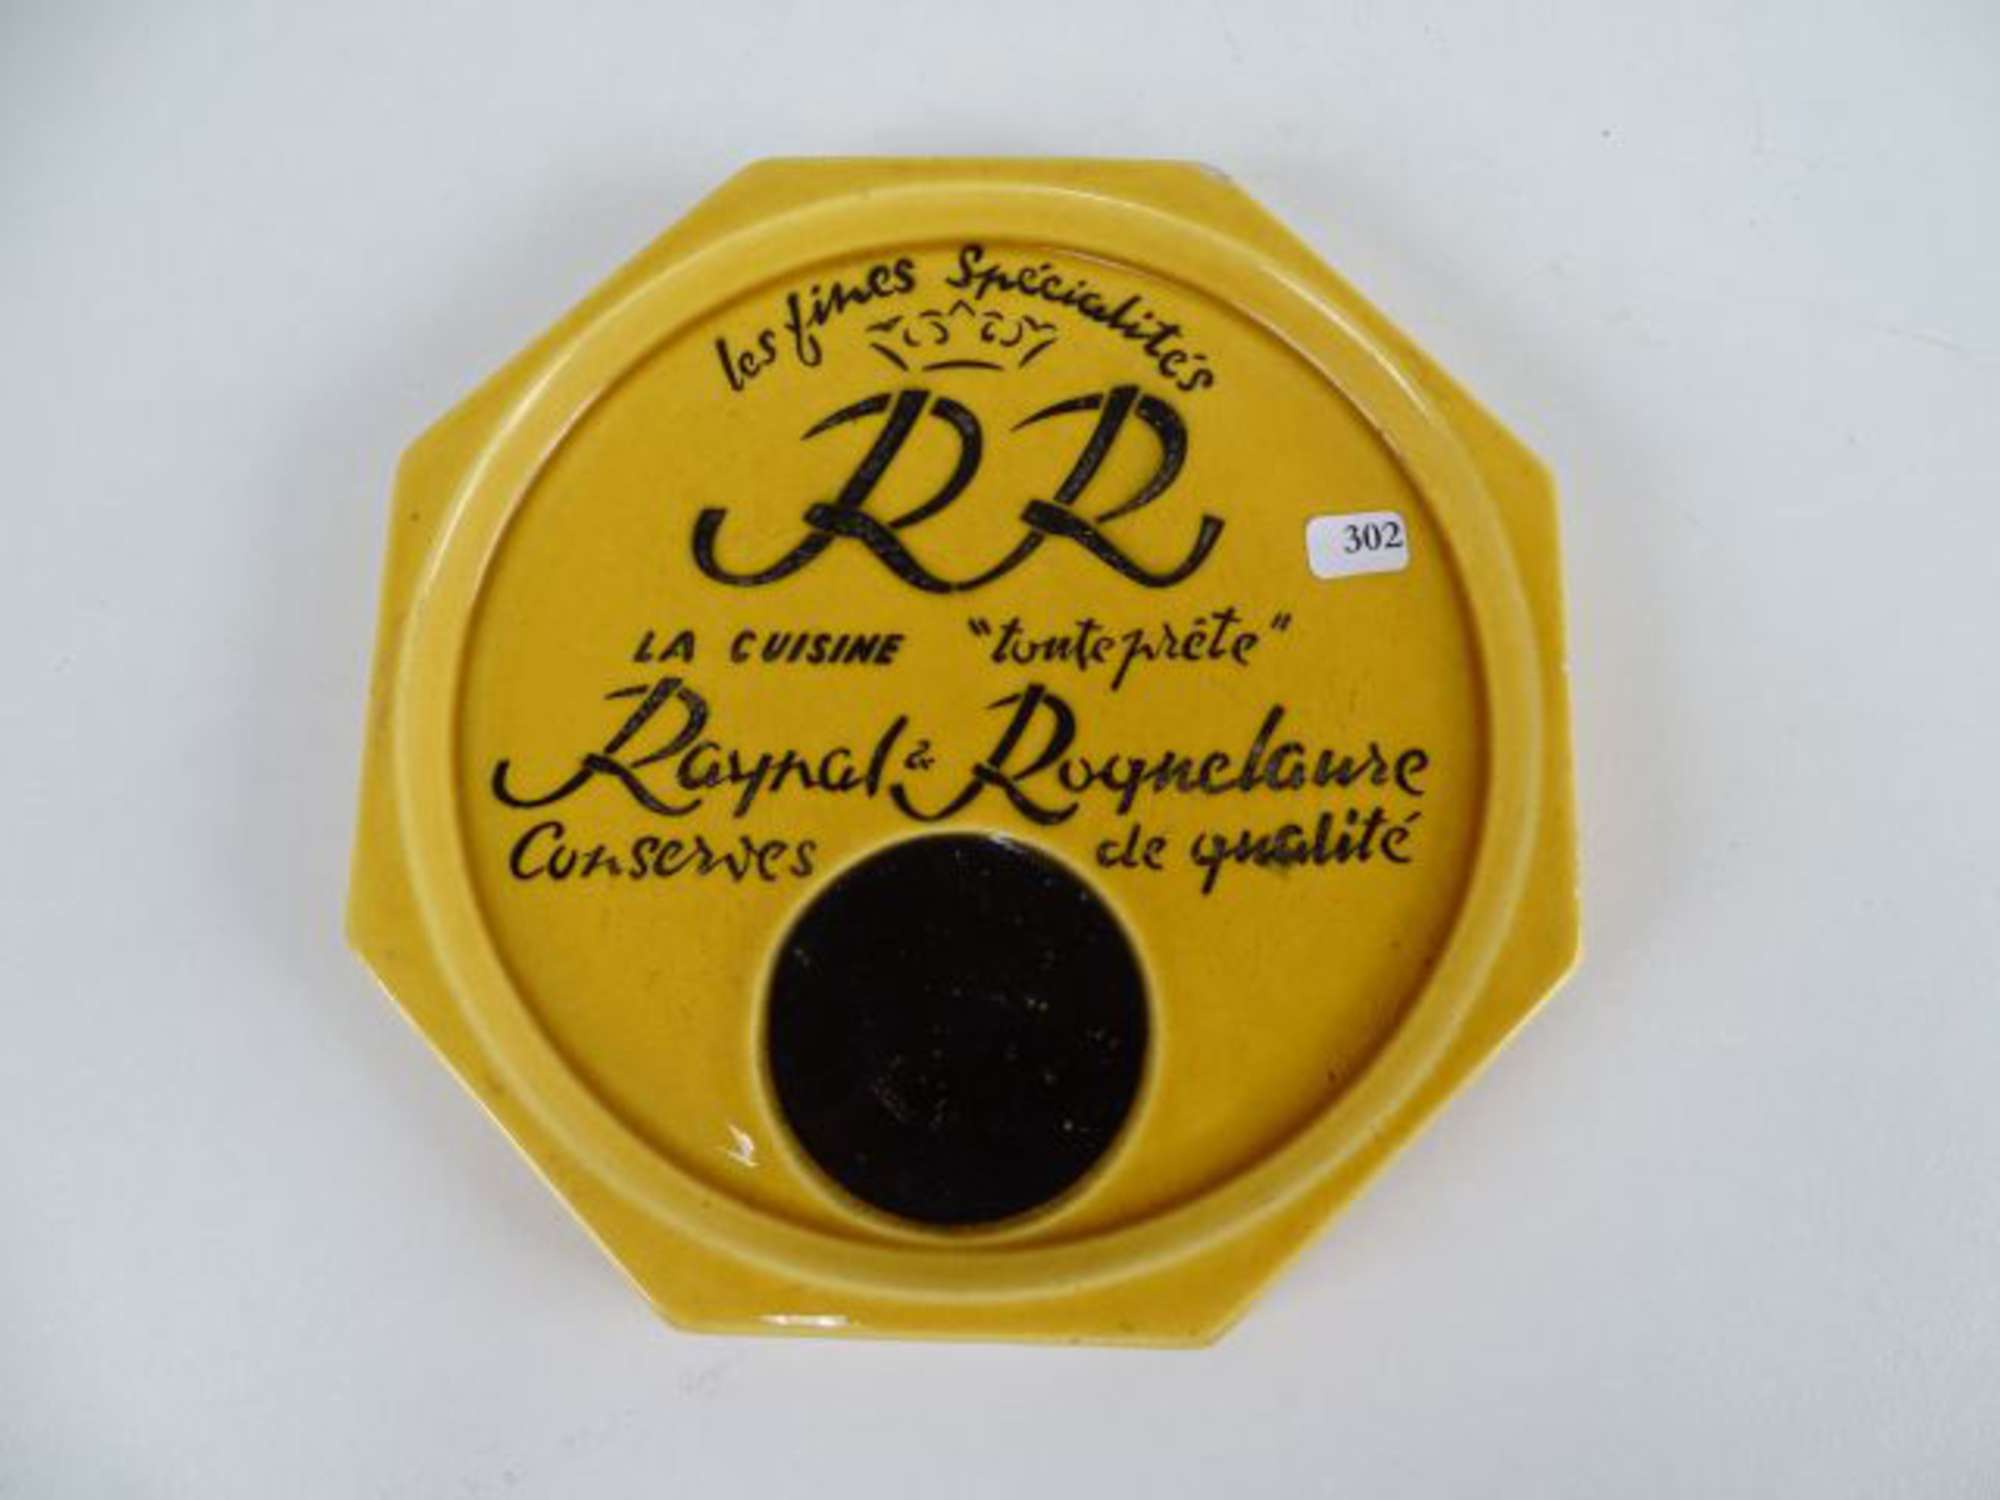 les fines Spécialités
RR
302
LA CUISINE "toute prête"
Raynal & Roquelaure
Conserves de qualité